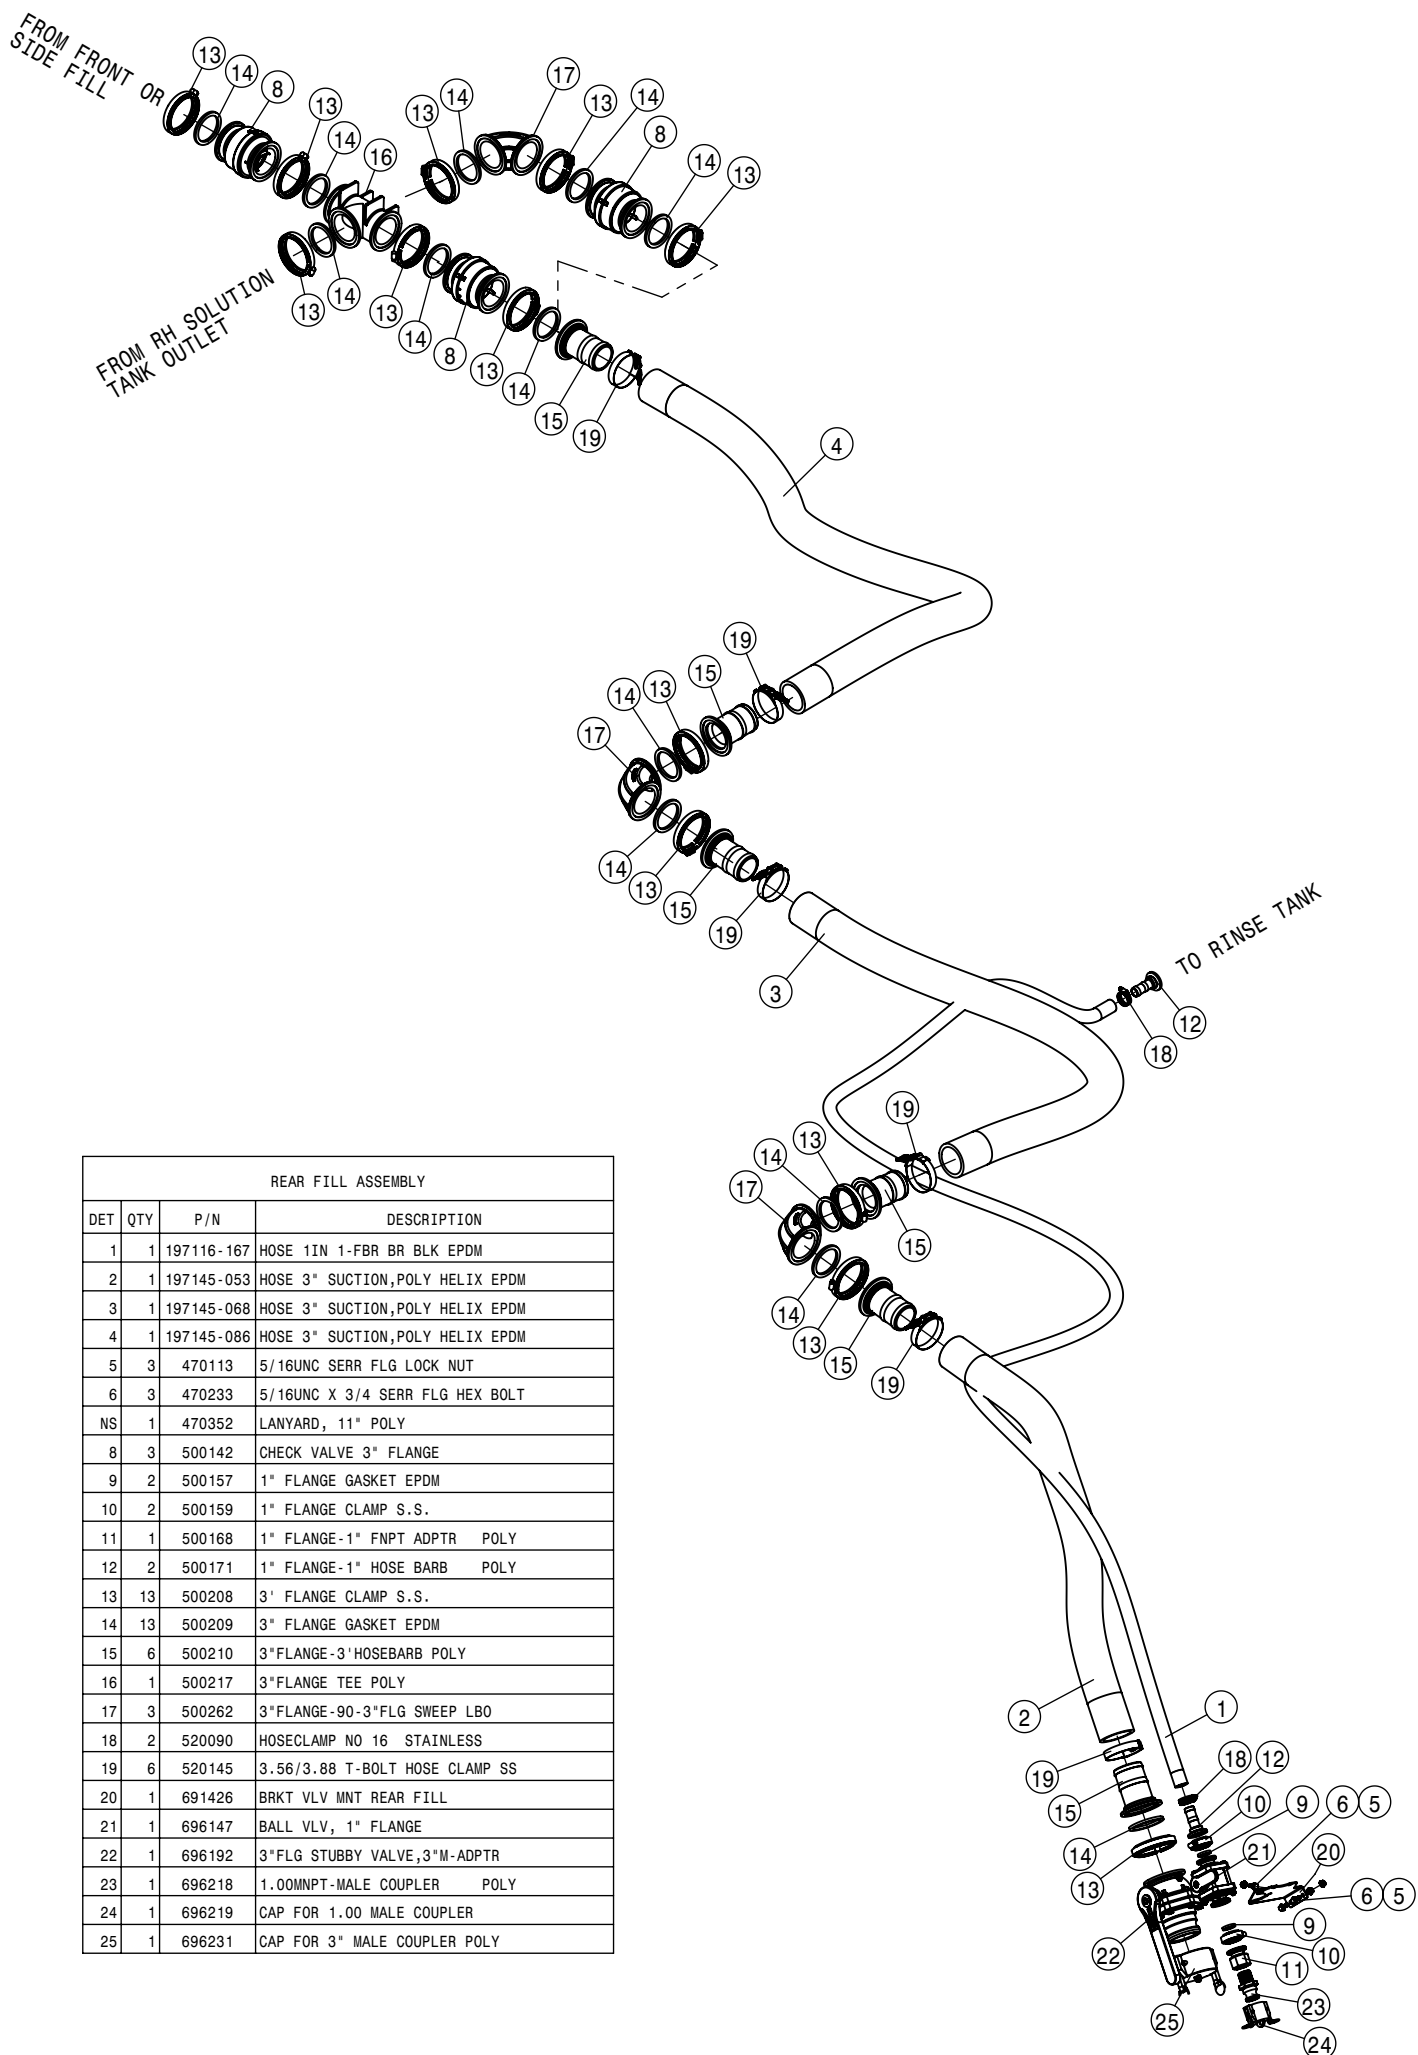 FROM FRONT OR
SIDE FILL
13
14
8
13
14
16
13
14
17
13
14
8
14
13
13
14
13
14
8
13
14
15
19
FROM RH SOLUTION
TANK OUTLET
4
19
15
13
14
17
14
13
15
19
3
TO RINSE TANK
12
18
19
13
14
17
15
14
13
15
19
2
1
19
15
14
13
18
12
10
9
6
5
21
20
6
5
9
10
11
22
25
23
24
REAR FILL ASSEMBLY
DET QTY P/N DESCRIPTION
1 1 197116-167 HOSE 1IN 1-FBR BR BLK EPDM
2 1 197145-053 HOSE 3" SUCTION,POLY HELIX EPDM
3 1 197145-068 HOSE 3" SUCTION,POLY HELIX EPDM
4 1 197145-086 HOSE 3" SUCTION,POLY HELIX EPDM
5 3 470113 5/16UNC SERR FLG LOCK NUT
6 3 470233 5/16UNC X 3/4 SERR FLG HEX BOLT
NS 1 470352 LANYARD, 11" POLY
8 3 500142 CHECK VALVE 3" FLANGE
9 2 500157 1" FLANGE GASKET EPDM
10 2 500159 1" FLANGE CLAMP S.S.
11 1 500168 1" FLANGE-1" FNPT ADPTR POLY
12 2 500171 1" FLANGE-1" HOSE BARB POLY
13 13 500208 3' FLANGE CLAMP S.S.
14 13 500209 3" FLANGE GASKET EPDM
15 6 500210 3"FLANGE-3'HOSEBARB POLY
16 1 500217 3"FLANGE TEE POLY
17 3 500262 3"FLANGE-90-3"FLG SWEEP LBO
18 2 520090 HOSECLAMP NO 16 STAINLESS
19 6 520145 3.56/3.88 T-BOLT HOSE CLAMP SS
20 1 691426 BRKT VLV MNT REAR FILL
21 1 696147 BALL VLV, 1" FLANGE
22 1 696192 3"FLG STUBBY VALVE,3"M-ADPTR
23 1 696218 1.00MNPT-MALE COUPLER POLY
24 1 696219 CAP FOR 1.00 MALE COUPLER
25 1 696231 CAP FOR 3" MALE COUPLER POLY